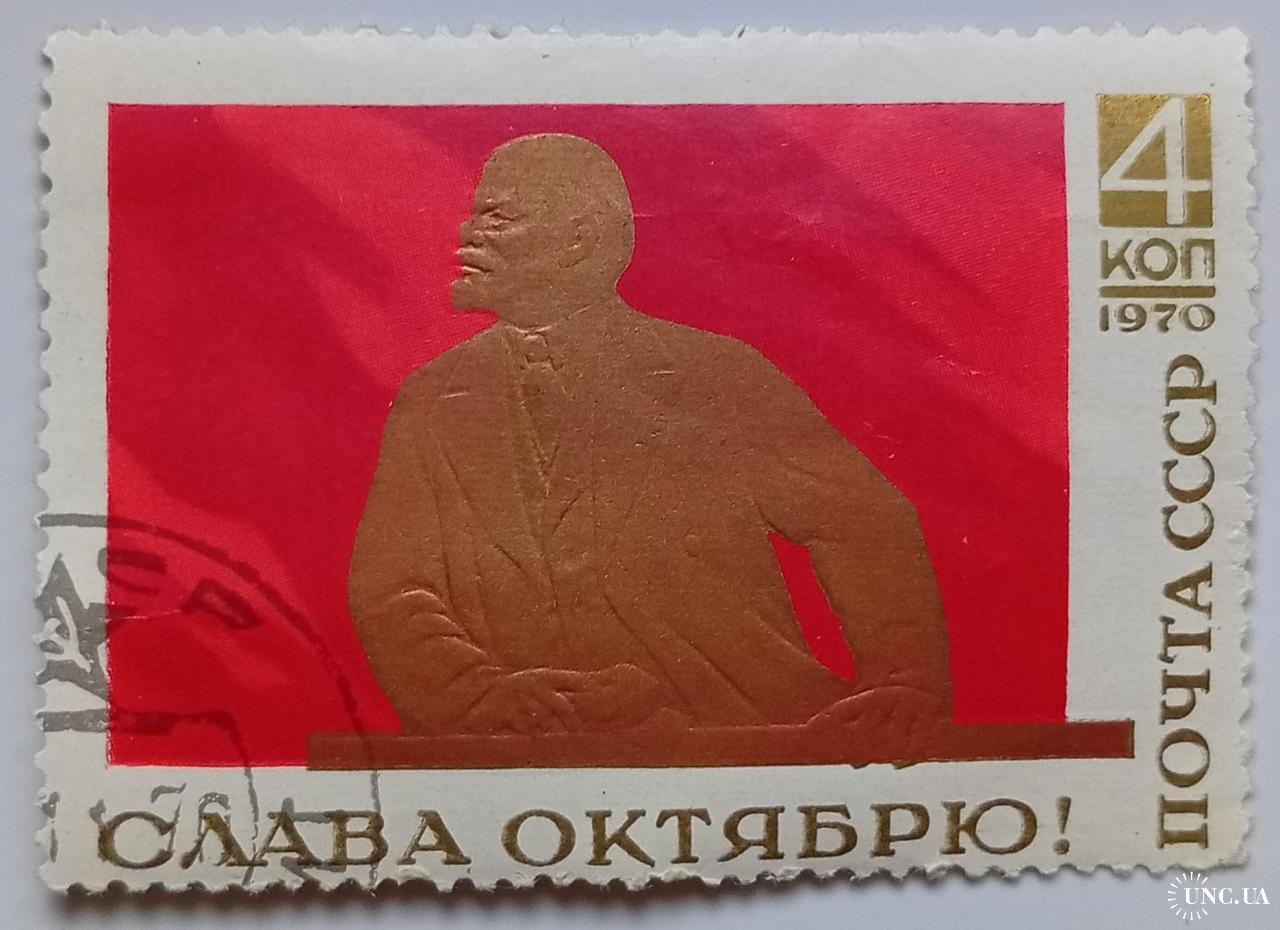 4
КОП
1970
ПОЧТА СССР
СЛАВА ОКТЯБРЮ!
UNC.UA